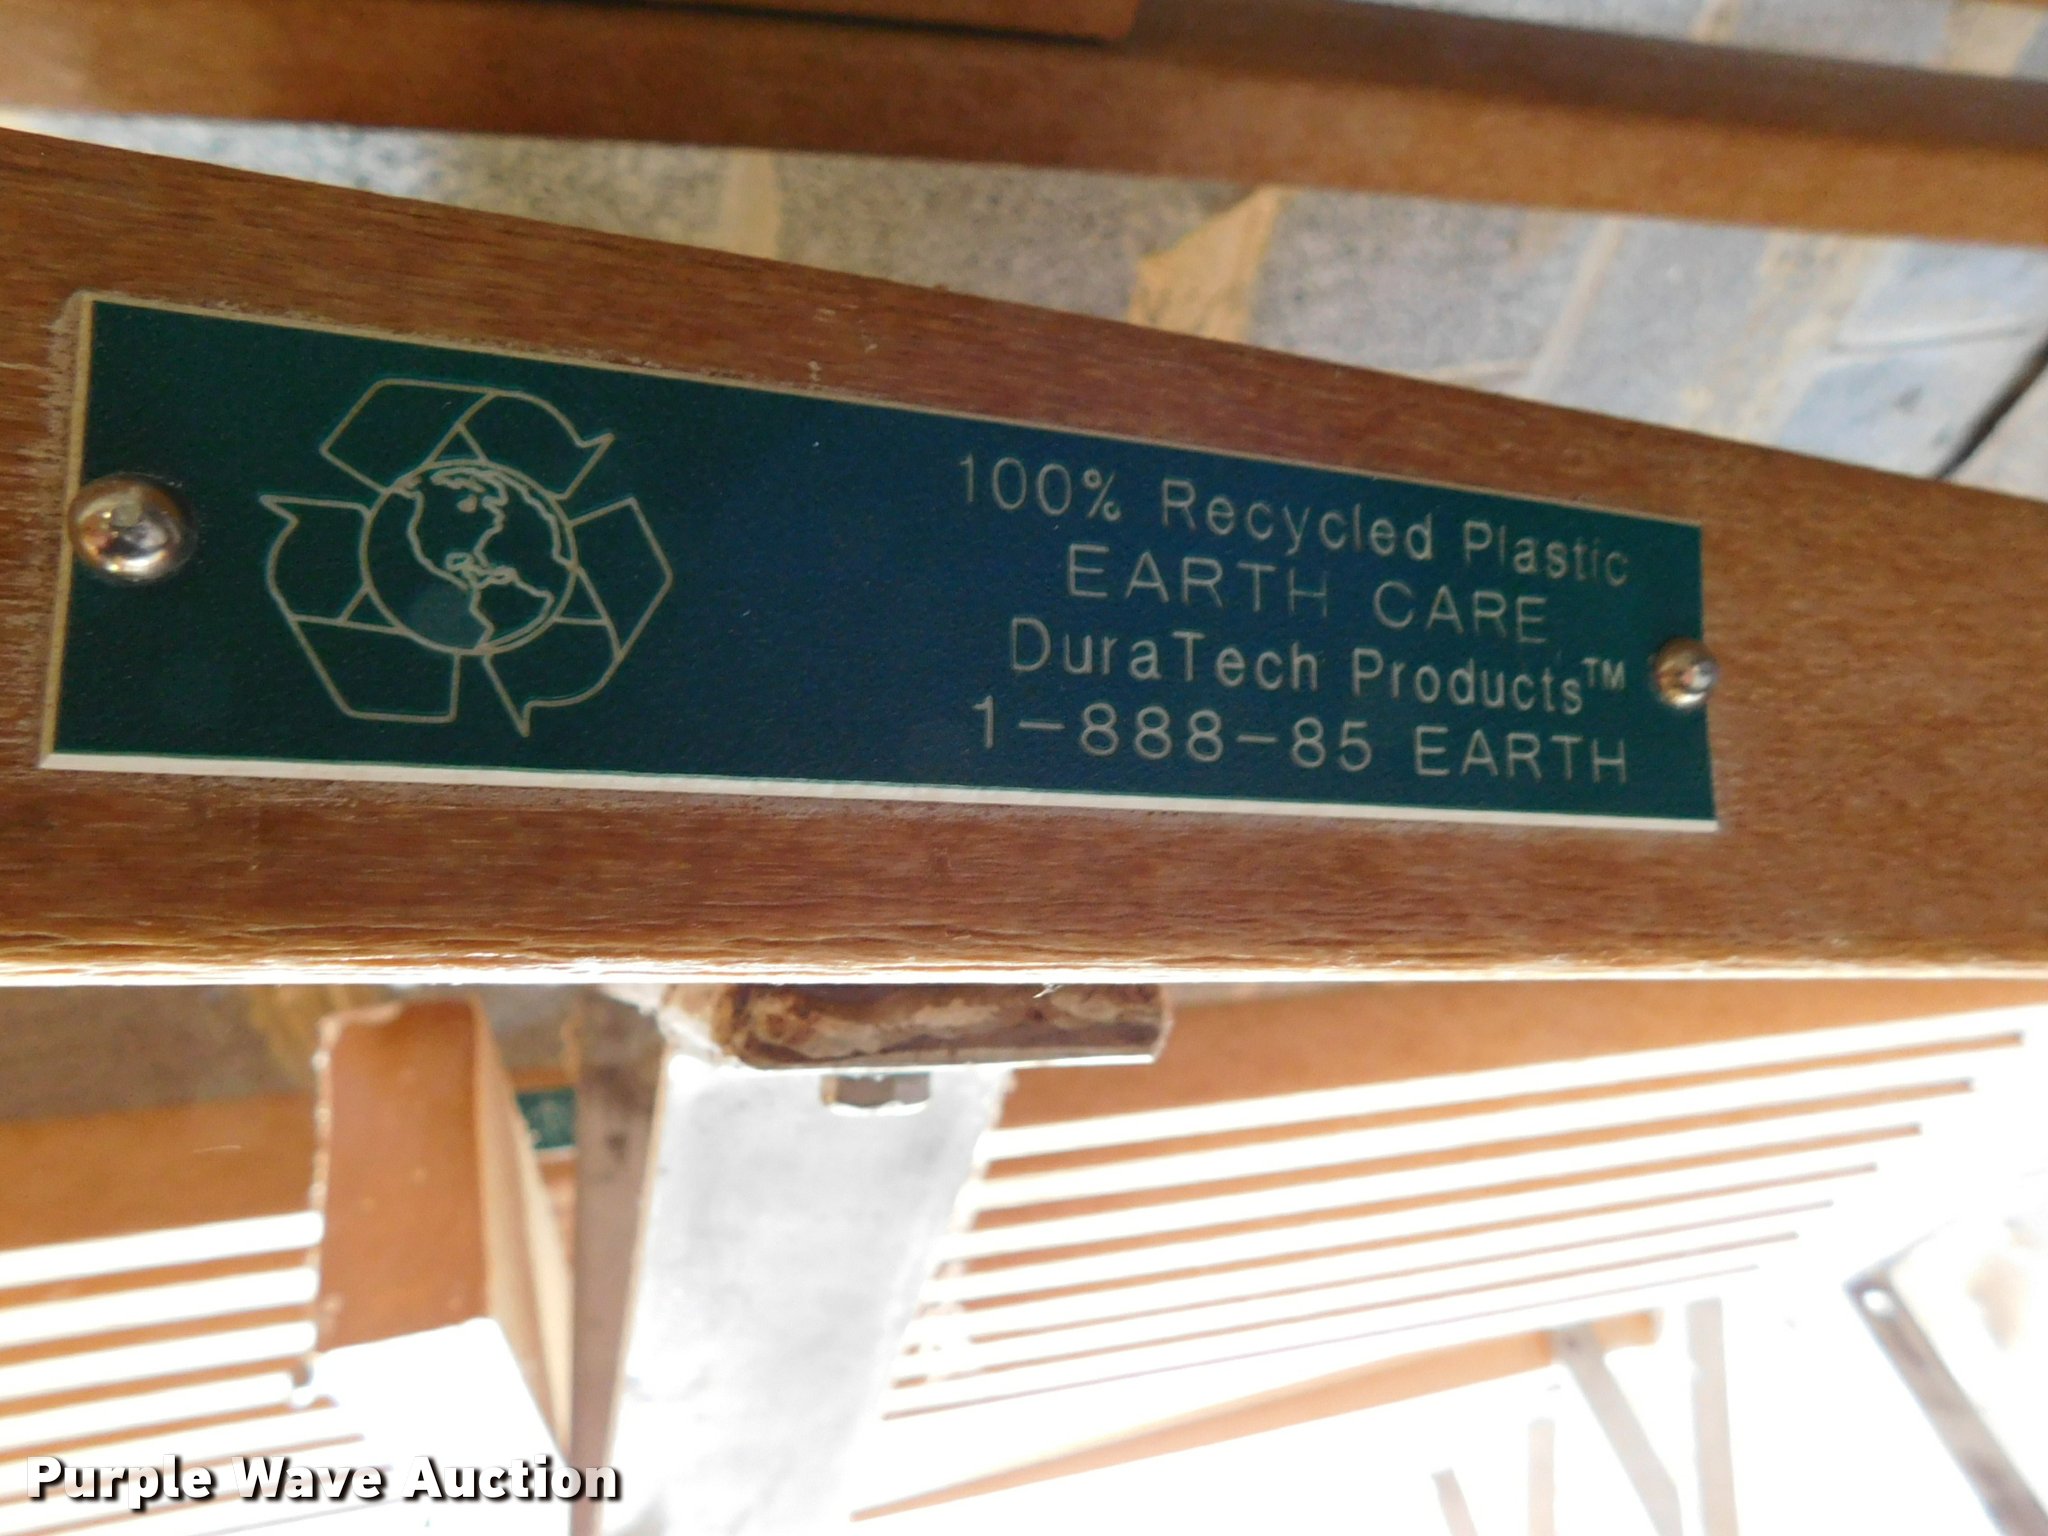 100% Recycled Plastic
EARTH CARE
DuraTech Products™
1-888-85 EARTH
Purple Wave Auction